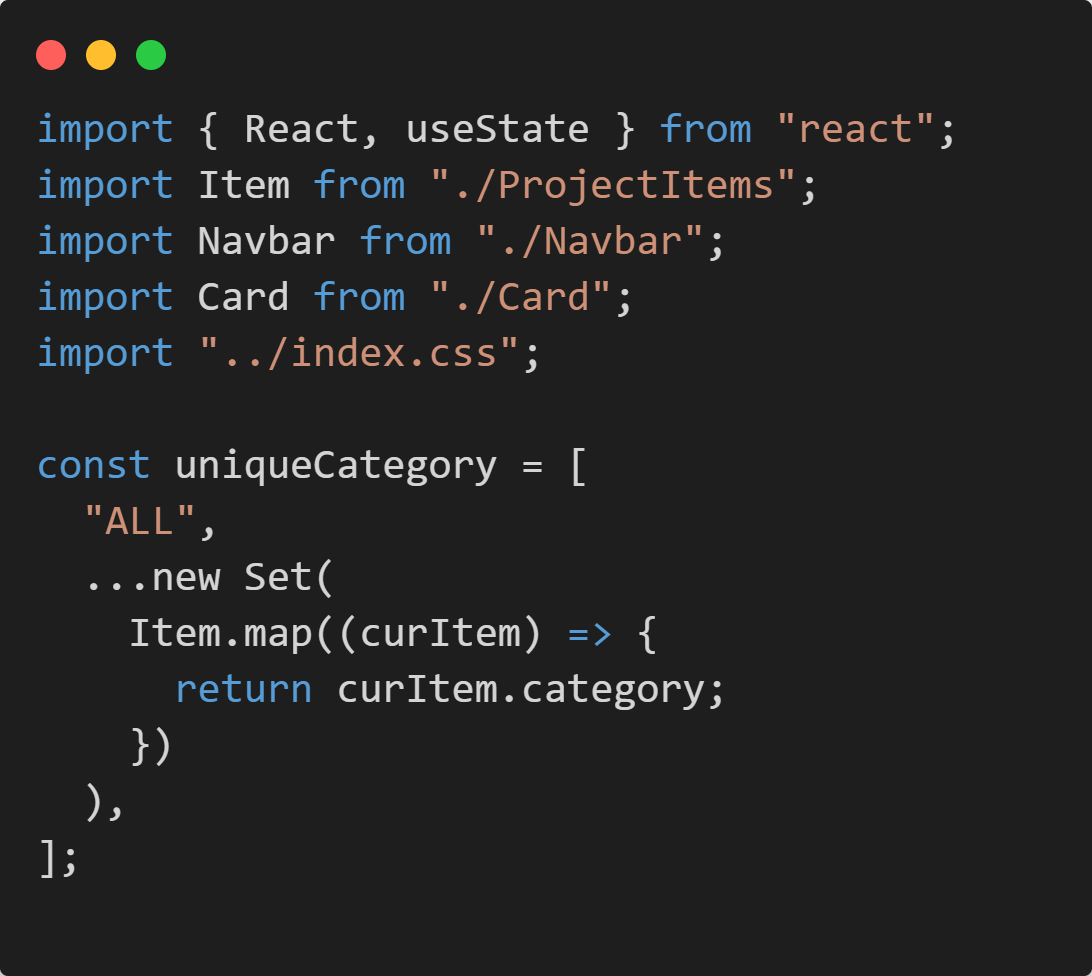 import { React, useState } from "react";
import Item from "./ProjectItems";
import Navbar from "./Navbar";
import Card from "./Card";
import "../index.css";

const uniqueCategory = [
  "ALL",
  ...new Set(
    Item.map((curItem) => {
      return curItem.category;
    })
  ),
];